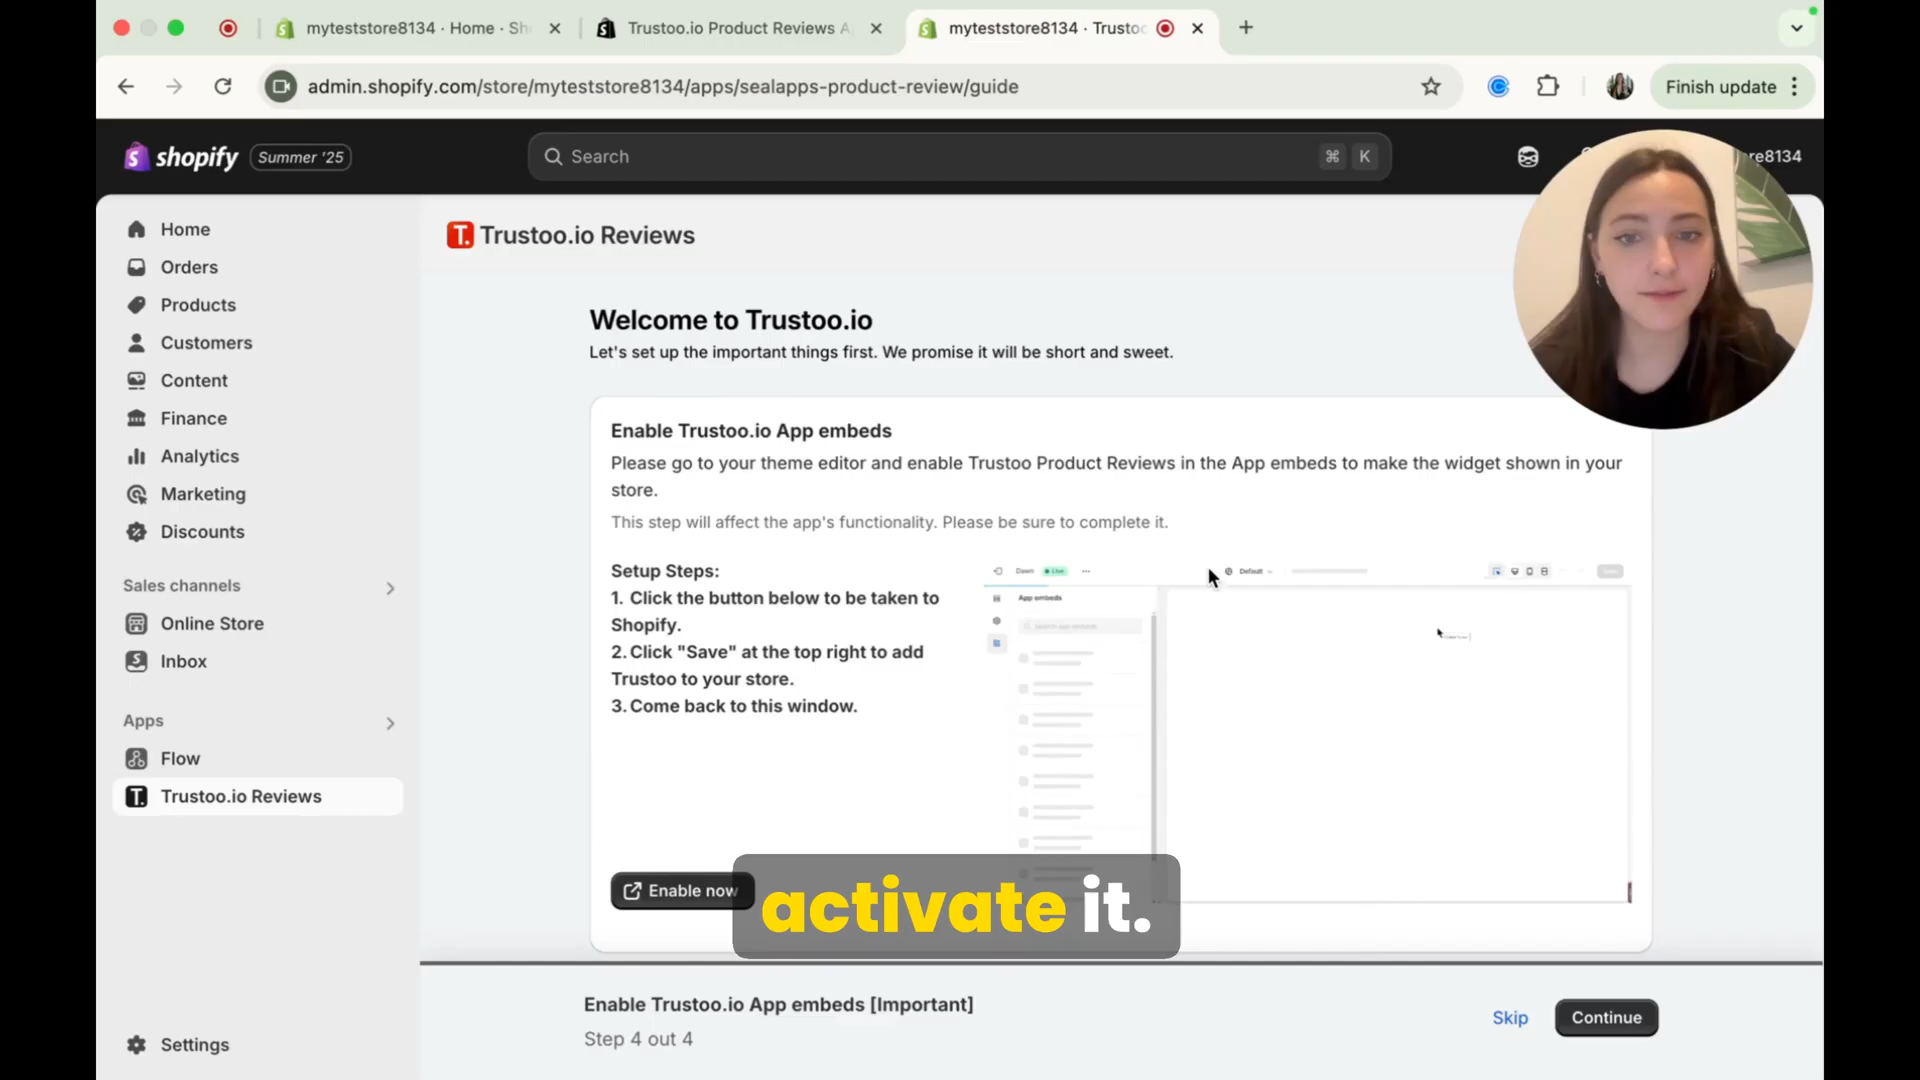 myteststore8134 · Home · Sh
Trustoo.io Product Reviews A
myteststore8134 · Trustoo
admin.shopify.com/store/myteststore8134/apps/sealapps-product-review/guide
Finish update
shopify
Summer '25
Search
⌘ K
re8134
Home
Orders
Products
Customers
Content
Finance
Analytics
Marketing
Discounts
Sales channels
Online Store
Inbox
Apps
Flow
Trustoo.io Reviews
Settings
T. Trustoo.io Reviews
Welcome to Trustoo.io
Let's set up the important things first. We promise it will be short and sweet.
Enable Trustoo.io App embeds
Please go to your theme editor and enable Trustoo Product Reviews in the App embeds to make the widget shown in your
store.
This step will affect the app's functionality. Please be sure to complete it.
Setup Steps:
1. Click the button below to be taken to
Shopify.
2. Click "Save" at the top right to add
Trustoo to your store.
3. Come back to this window.
Dawn Live
Default
App embeds
Search app embeds
Enable now
activate it.
Enable Trustoo.io App embeds [Important]
Step 4 out 4
Skip
Continue